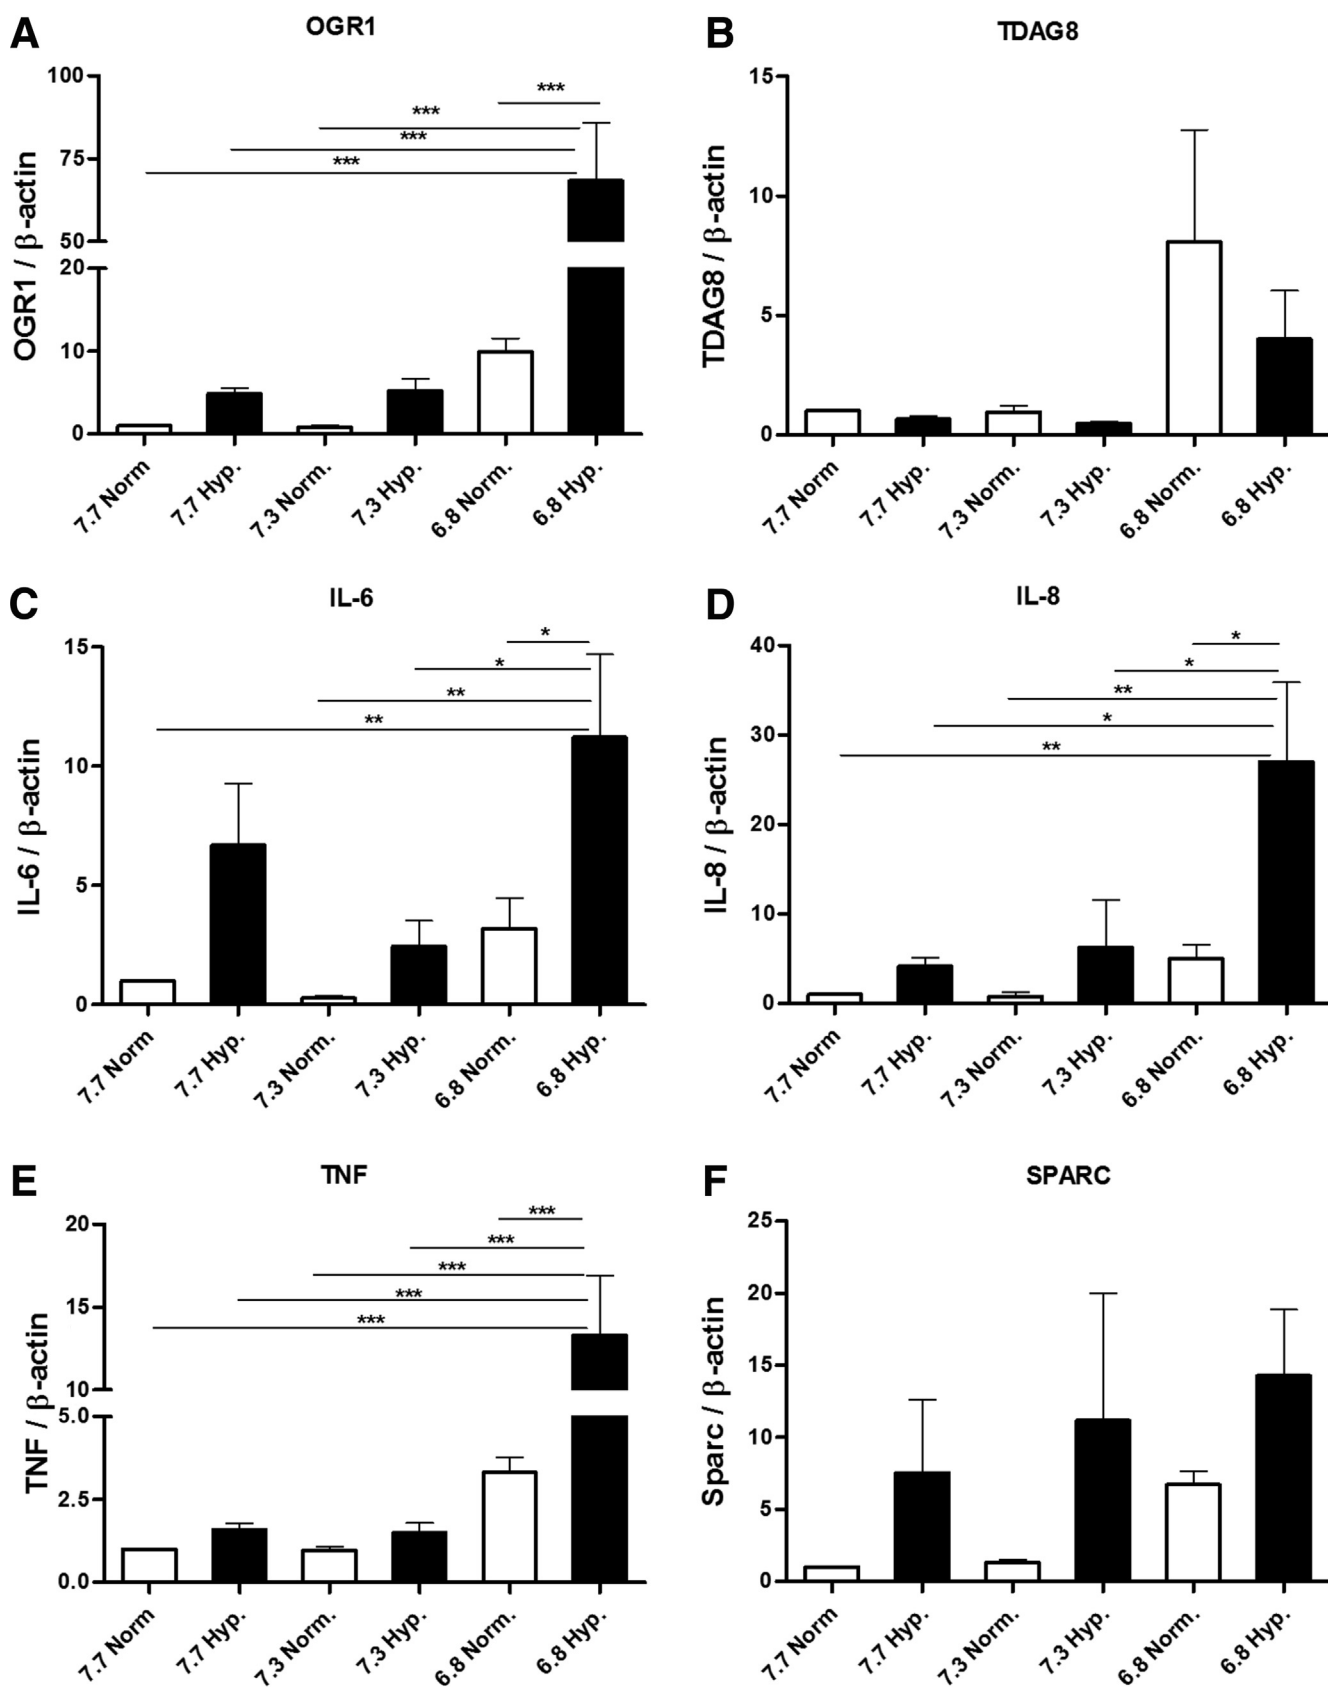 A
OGR1
OGR1 / β-actin
100
75
50
20
10
0
***
***
***
***
7.7 Norm
7.7 Hyp.
7.3 Norm.
7.3 Hyp.
6.8 Norm.
6.8 Hyp.
B
TDAG8
TDAG8 / β-actin
15
10
5
0
7.7 Norm
7.7 Hyp.
7.3 Norm.
7.3 Hyp.
6.8 Norm.
6.8 Hyp.
C
IL-6
IL-6 / β-actin
15
10
5
0
*
*
**
**
7.7 Norm
7.7 Hyp.
7.3 Norm.
7.3 Hyp.
6.8 Norm.
6.8 Hyp.
D
IL-8
IL-8 / β-actin
40
30
20
10
0
*
*
**
*
**
7.7 Norm
7.7 Hyp.
7.3 Norm.
7.3 Hyp.
6.8 Norm.
6.8 Hyp.
E
TNF
TNF / β-actin
20
15
10
5.0
2.5
0.0
***
***
***
***
***
7.7 Norm
7.7 Hyp.
7.3 Norm.
7.3 Hyp.
6.8 Norm.
6.8 Hyp.
F
SPARC
Sparc / β-actin
25
20
15
10
5
0
7.7 Norm
7.7 Hyp.
7.3 Norm.
7.3 Hyp.
6.8 Norm.
6.8 Hyp.